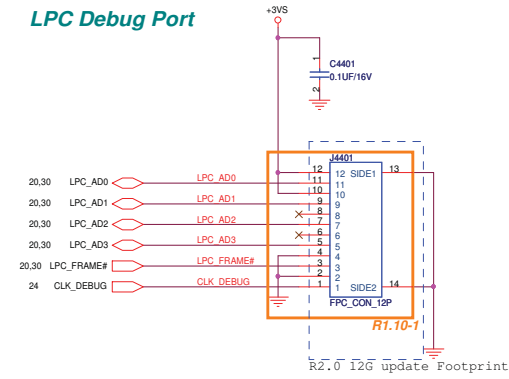 LPC Debug Port
+3VS
1
C4401
0.1UF/16V
2
J4401
12 12 SIDE1 13
20,30 LPC_AD0 LPC_AD0 11 11
10 10
20,30 LPC_AD1 LPC_AD1 9 9
8 8
20,30 LPC_AD2 LPC_AD2 7 7
6 6
20,30 LPC_AD3 LPC_AD3 5 5
4 4
20,30 LPC_FRAME# LPC_FRAME# 3 3
2 2
24 CLK_DEBUG CLK_DEBUG 1 1 SIDE2 14
FPC_CON_12P
R1.10-1
R2.0 12G update Footprint